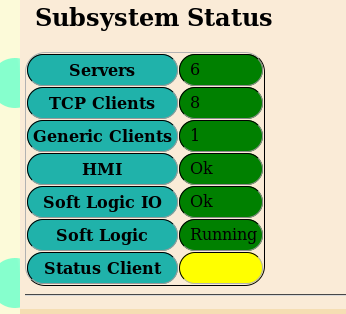 Subsystem Status
Servers 6
TCP Clients 8
Generic Clients 1
HMI Ok
Soft Logic IO Ok
Soft Logic Running
Status Client